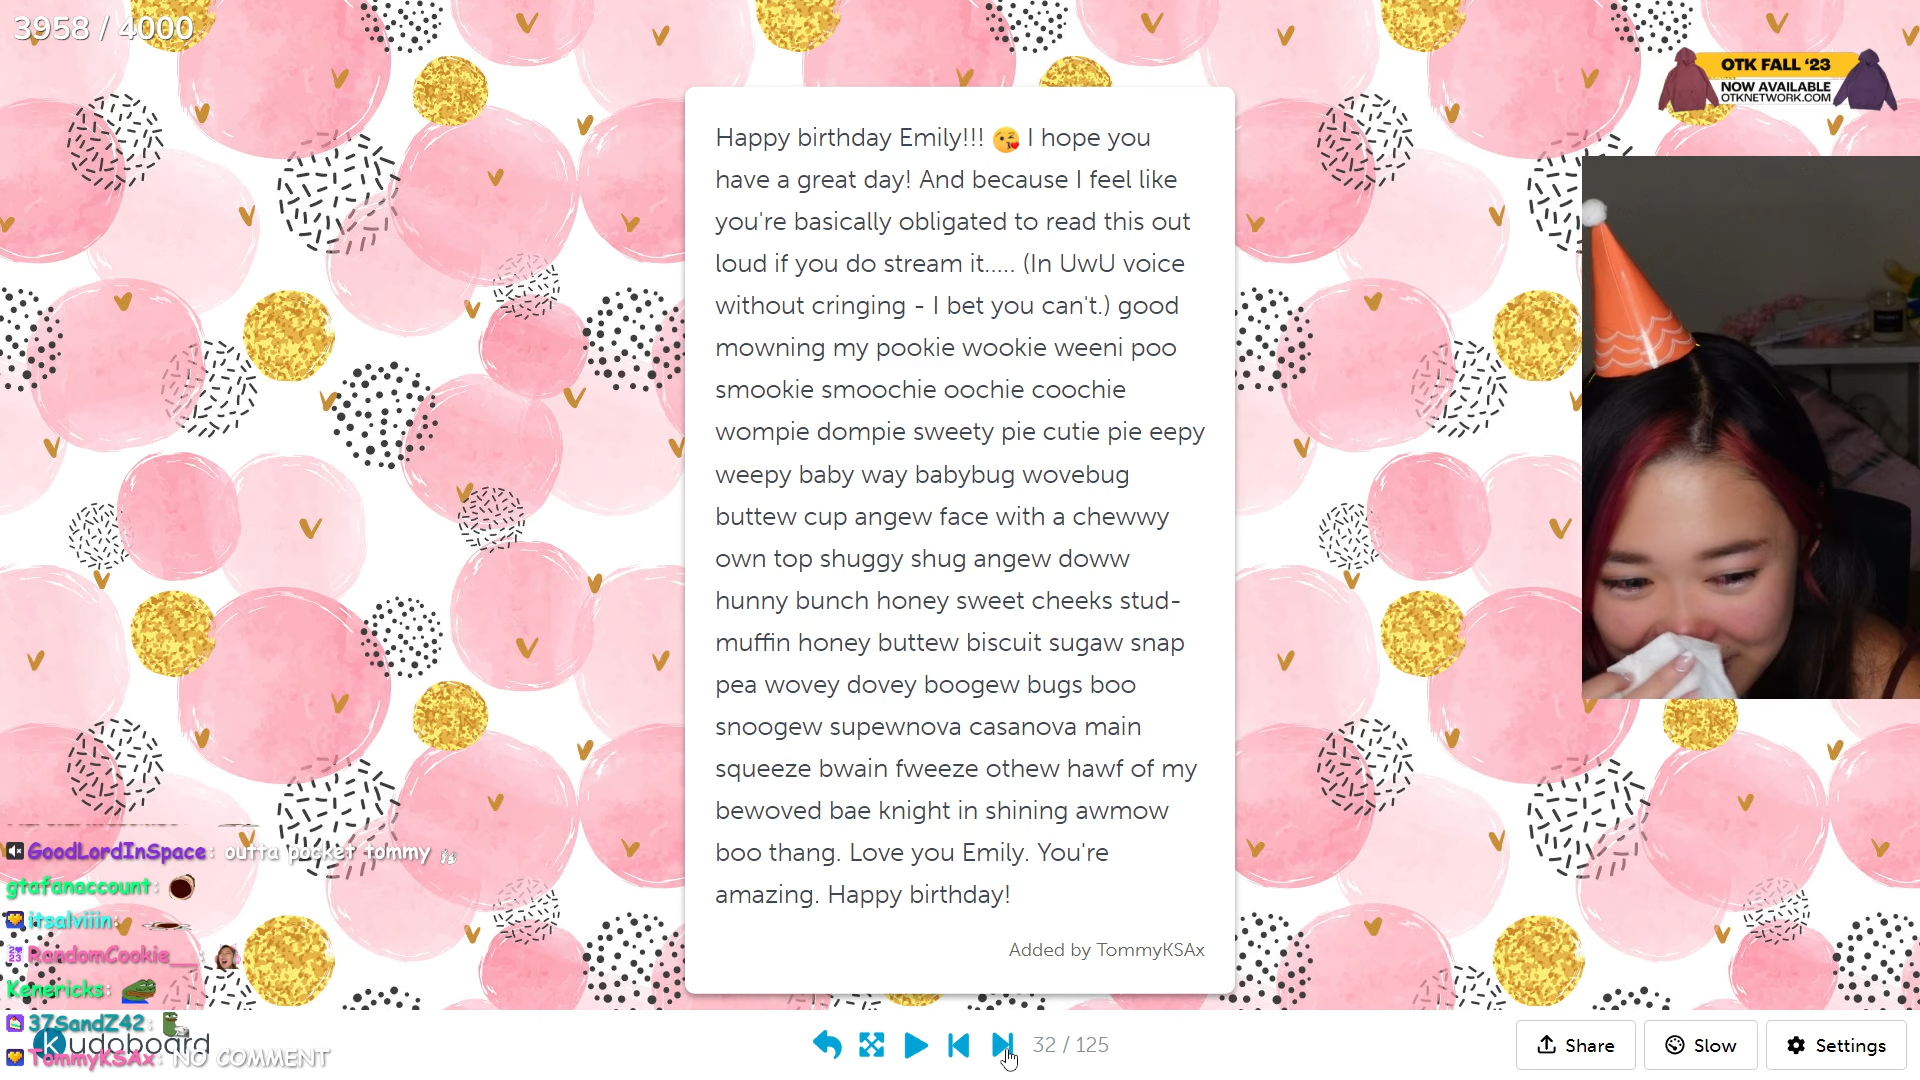 3958 / 4000
OTK FALL '23
NOW AVAILABLE
OTKNETWORK.COM
Happy birthday Emily!!! 😘 I hope you
have a great day! And because I feel like
you're basically obligated to read this out
loud if you do stream it..... (In UwU voice
without cringing - I bet you can't.) good
mowning my pookie wookie weeni poo
smookie smoochie oochie coochie
wompie dompie sweety pie cutie pie eepy
weepy baby way babybug wovebug
buttew cup angew face with a chewwy
own top shuggy shug angew doww
hunny bunch honey sweet cheeks stud-
muffin honey buttew biscuit sugaw snap
pea wovey dovey boogew bugs boo
snoogew supewnova casanova main
squeeze bwain fweeze othew hawf of my
bewoved bae knight in shining awmow
boo thang. Love you Emily. You're
amazing. Happy birthday!
Added by TommyKSAx
GoodLordInSpace: outta pocket tommy
gtafanaccount:
itsalviiin:
RandomCookie__:
Kenericks:
37SandZ42:
kudoboard
TommyKSAx: NO COMMENT
32 / 125
Share
Slow
Settings